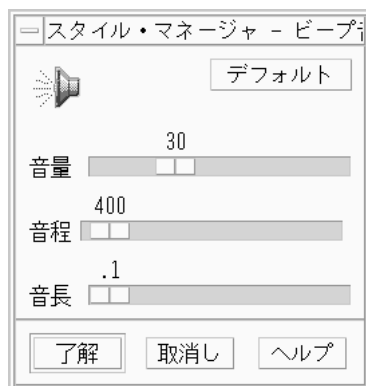 スタイル・マネージャ - ビープ
デフォルト
30
音量
400
音程
.1
音長
了解 取消し ヘルプ